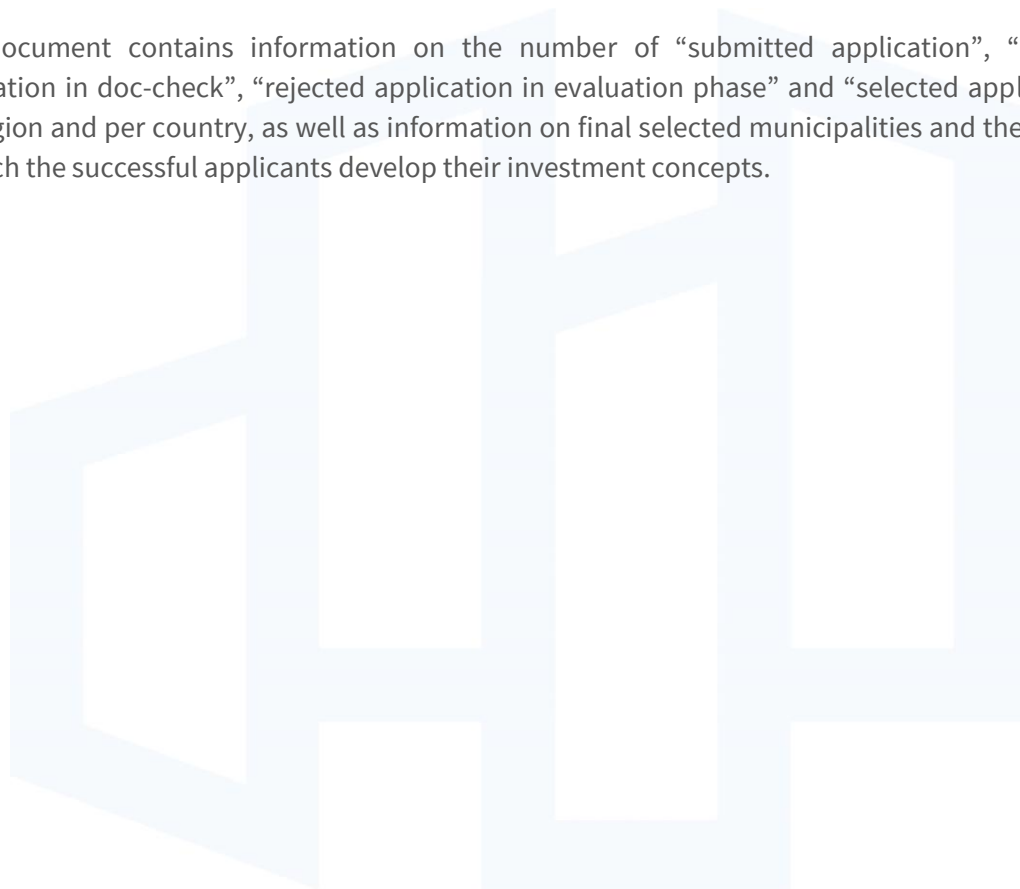 ocument contains information on the number of “submitted application”, “
ation in doc-check”, “rejected application in evaluation phase” and “selected appl
gion and per country, as well as information on final selected municipalities and the
ch the successful applicants develop their investment concepts.